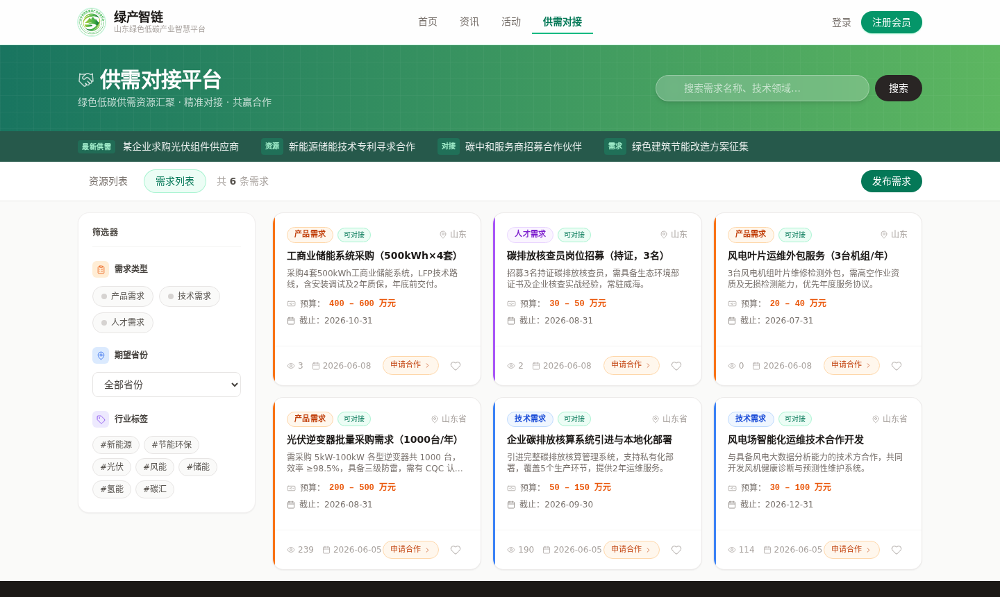 绿产智链
山东绿色低碳产业智慧平台
首页 资讯 活动 供需对接
登录 注册会员
供需对接平台
绿色低碳供需资源汇聚 · 精准对接 · 共赢合作
搜索需求名称、技术领域...
搜索
最新供需 某企业求购光伏组件供应商 资源 新能源储能技术专利寻求合作 对接 碳中和服务商招募合作伙伴 需求 绿色建筑节能改造方案征集
资源列表 需求列表 共 6 条需求
发布需求
筛选器
需求类型
产品需求 技术需求
人才需求
期望省份
全部省份
行业标签
#新能源 #节能环保
#光伏 #风能 #储能
#氢能 #碳汇
产品需求 可对接 山东
工商业储能系统采购（500kWh×4套）
采购4套500kWh工商业储能系统，LFP技术路
线，含安装调试及2年质保，年底前交付。
预算： 400 – 600 万元
截止：2026-10-31
3 2026-06-08 申请合作
人才需求 可对接 山东
碳排放核查员岗位招募（持证，3名）
招募3名持证碳排放核查员，需具备生态环境部
证书及企业核查实战经验，常驻威海。
预算： 30 – 50 万元
截止：2026-08-31
2 2026-06-08 申请合作
产品需求 可对接 山东
风电叶片运维外包服务（3台机组/年）
3台风电机组叶片维修检测外包，需高空作业资
质及无损检测能力，优先年度服务协议。
预算： 20 – 40 万元
截止：2026-07-31
0 2026-06-08 申请合作
产品需求 可对接 山东省
光伏逆变器批量采购需求（1000台/年）
需采购 5kW-100kW 各型逆变器共 1000 台，
效率 ≥98.5%，具备三级防雷，需有 CQC 认...
预算： 200 – 500 万元
截止：2026-08-31
239 2026-06-05 申请合作
技术需求 可对接 山东省
企业碳排放核算系统引进与本地化部署
引进完整碳排放核算管理系统，支持私有化部
署，覆盖5个生产环节，提供2年运维服务。
预算： 50 – 150 万元
截止：2026-09-30
190 2026-06-05 申请合作
技术需求 可对接 山东省
风电场智能化运维技术合作开发
与具备风电大数据分析能力的技术方合作，共同
开发风机健康诊断与预测性维护系统。
预算： 30 – 100 万元
截止：2026-12-31
114 2026-06-05 申请合作